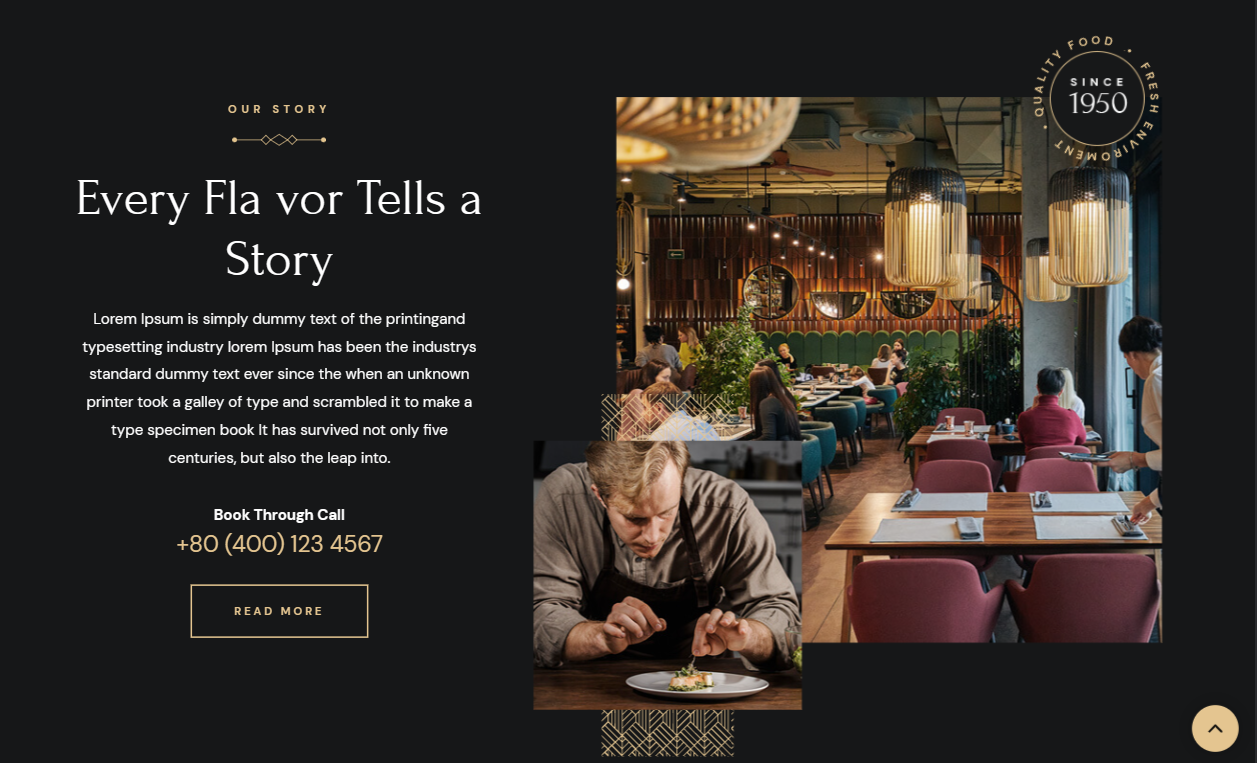 OUR STORY
Every Fla vor Tells a
Story
Lorem Ipsum is simply dummy text of the printingand
typesetting industry lorem Ipsum has been the industrys
standard dummy text ever since the when an unknown
printer took a galley of type and scrambled it to make a
type specimen book It has survived not only five
centuries, but also the leap into.
Book Through Call
+80 (400) 123 4567
READ MORE
• QUALITY FOOD • FRESH ENVIROMENT
SINCE
1950